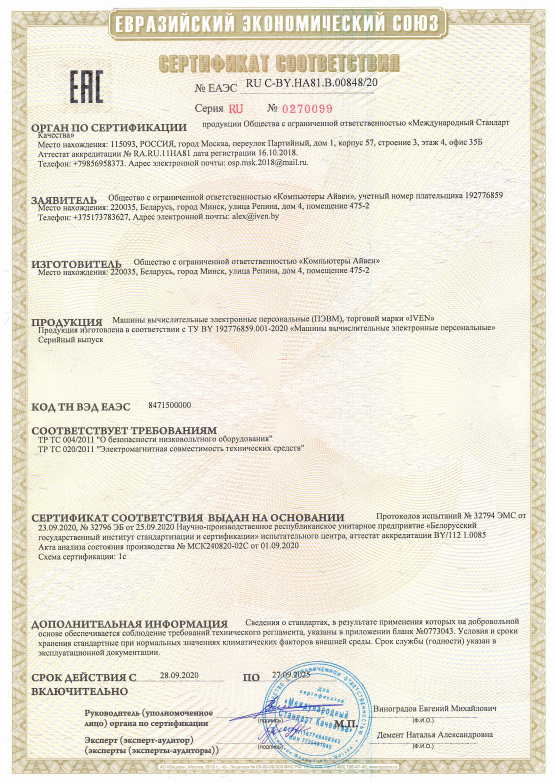 ЕВРАЗИЙСКИЙ ЭКОНОМИЧЕСКИЙ СОЮЗ
СЕРТИФИКАТ СООТВЕТСТВИЯ
EAC
№ ЕАЭС RU С-BY.НА81.В.00848/20
Серия RU № 0270099
ОРГАН ПО СЕРТИФИКАЦИИ продукции Общества с ограниченной ответственностью «Международный Стандарт
Качества»
Место нахождения: 115093, РОССИЯ, город Москва, переулок Партийный, дом 1, корпус 57, строение 3, этаж 4, офис 35Б
Аттестат аккредитации № RA.RU.11НА81 дата регистрации 16.10.2018.
Телефон: +79856958373. Адрес электронной почты: osp.msk.2018@mail.ru.
ЗАЯВИТЕЛЬ Общество с ограниченной ответственностью «Компьютеры Айвен», учетный номер плательщика 192776859
Место нахождения: 220035, Беларусь, город Минск, улица Репина, дом 4, помещение 475-2
Телефон: +375173783627, Адрес электронной почты: alex@iven.by
ИЗГОТОВИТЕЛЬ Общество с ограниченной ответственностью «Компьютеры Айвен»
Место нахождения: 220035, Беларусь, город Минск, улица Репина, дом 4, помещение 475-2
ПРОДУКЦИЯ Машины вычислительные электронные персональные (ПЭВМ), торговой марки «IVEN»
Продукция изготовлена в соответствии с ТУ BY 192776859.001-2020 «Машины вычислительные электронные персональные»
Серийный выпуск
КОД ТН ВЭД ЕАЭС 8471500000
СООТВЕТСТВУЕТ ТРЕБОВАНИЯМ
ТР ТС 004/2011 "О безопасности низковольтного оборудования"
ТР ТС 020/2011 "Электромагнитная совместимость технических средств"
СЕРТИФИКАТ СООТВЕТСТВИЯ ВЫДАН НА ОСНОВАНИИ Протоколов испытаний № 32794 ЭМС от
23.09.2020, № 32796 ЭБ от 25.09.2020 Научно-производственное республиканское унитарное предприятие «Белорусский
государственный институт стандартизации и сертификации» испытательного центра, аттестат аккредитации BY/112 1.0085
Акта анализа состояния производства № МСК240820-02С от 01.09.2020
Схема сертификации: 1с
ДОПОЛНИТЕЛЬНАЯ ИНФОРМАЦИЯ Сведения о стандартах, в результате применения которых на добровольной
основе обеспечивается соблюдение требований технического регламента, указаны в приложении бланк №0773043. Условия и сроки
хранения стандартные при нормальных значениях климатических факторов внешней среды. Срок службы (годности) указан в
эксплуатационной документации.
СРОК ДЕЙСТВИЯ С 28.09.2020 ПО 27.09.2025
ВКЛЮЧИТЕЛЬНО
Для
сертификатов
«Международный
Стандарт Качества»
М.П.
Руководитель (уполномоченное
лицо) органа по сертификации
(подпись)
Виноградов Евгений Михайлович
(Ф.И.О.)
Эксперт (эксперт-аудитор)
(эксперты (эксперты-аудиторы))
(подпись)
Демент Наталья Александровна
(Ф.И.О.)